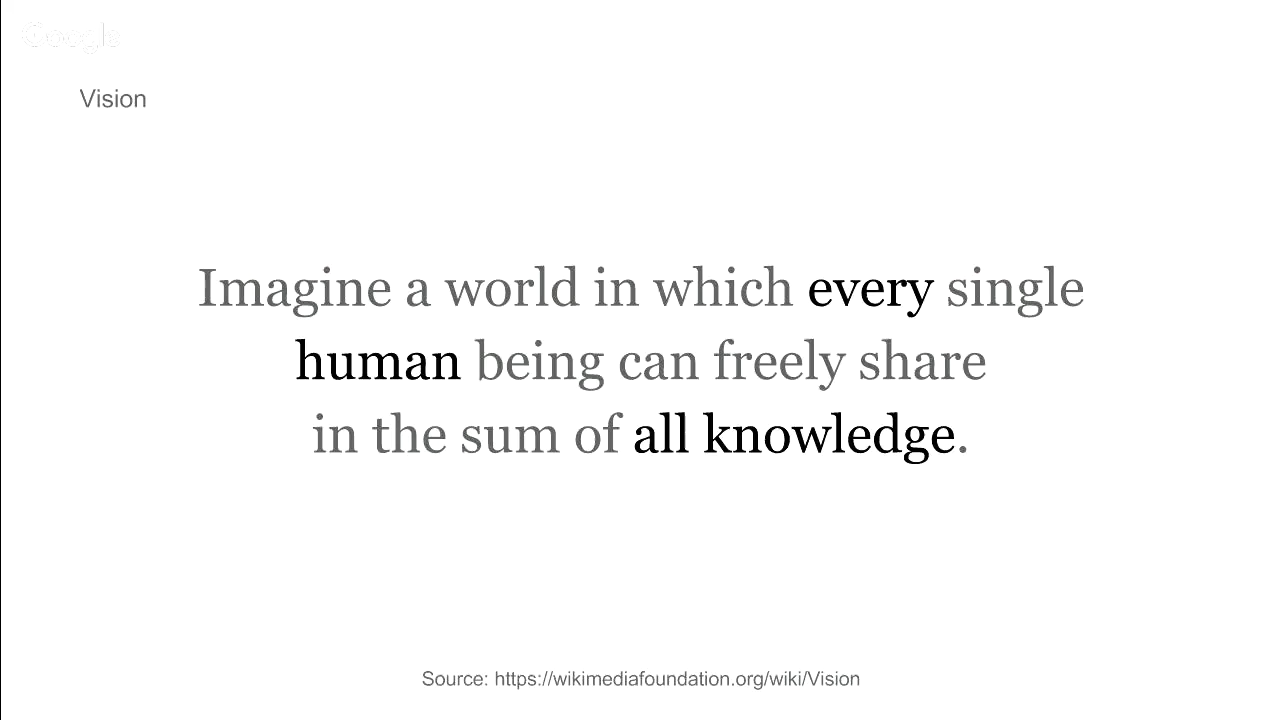 Google
Vision
Imagine a world in which every single
human being can freely share
in the sum of all knowledge.
Source: https://wikimediafoundation.org/wiki/Vision